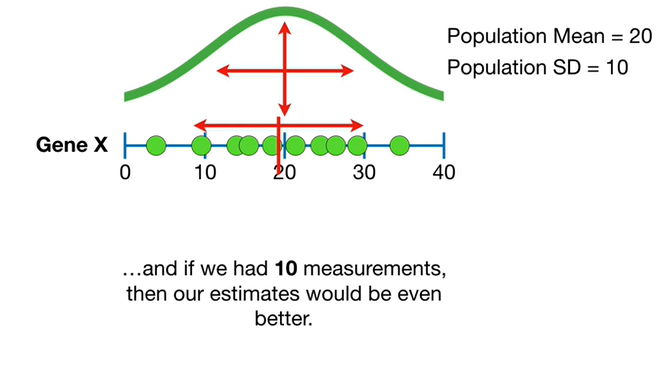 Population Mean = 20
Population SD = 10
Gene X
0 10 20 30 40
…and if we had 10 measurements,
then our estimates would be even
better.